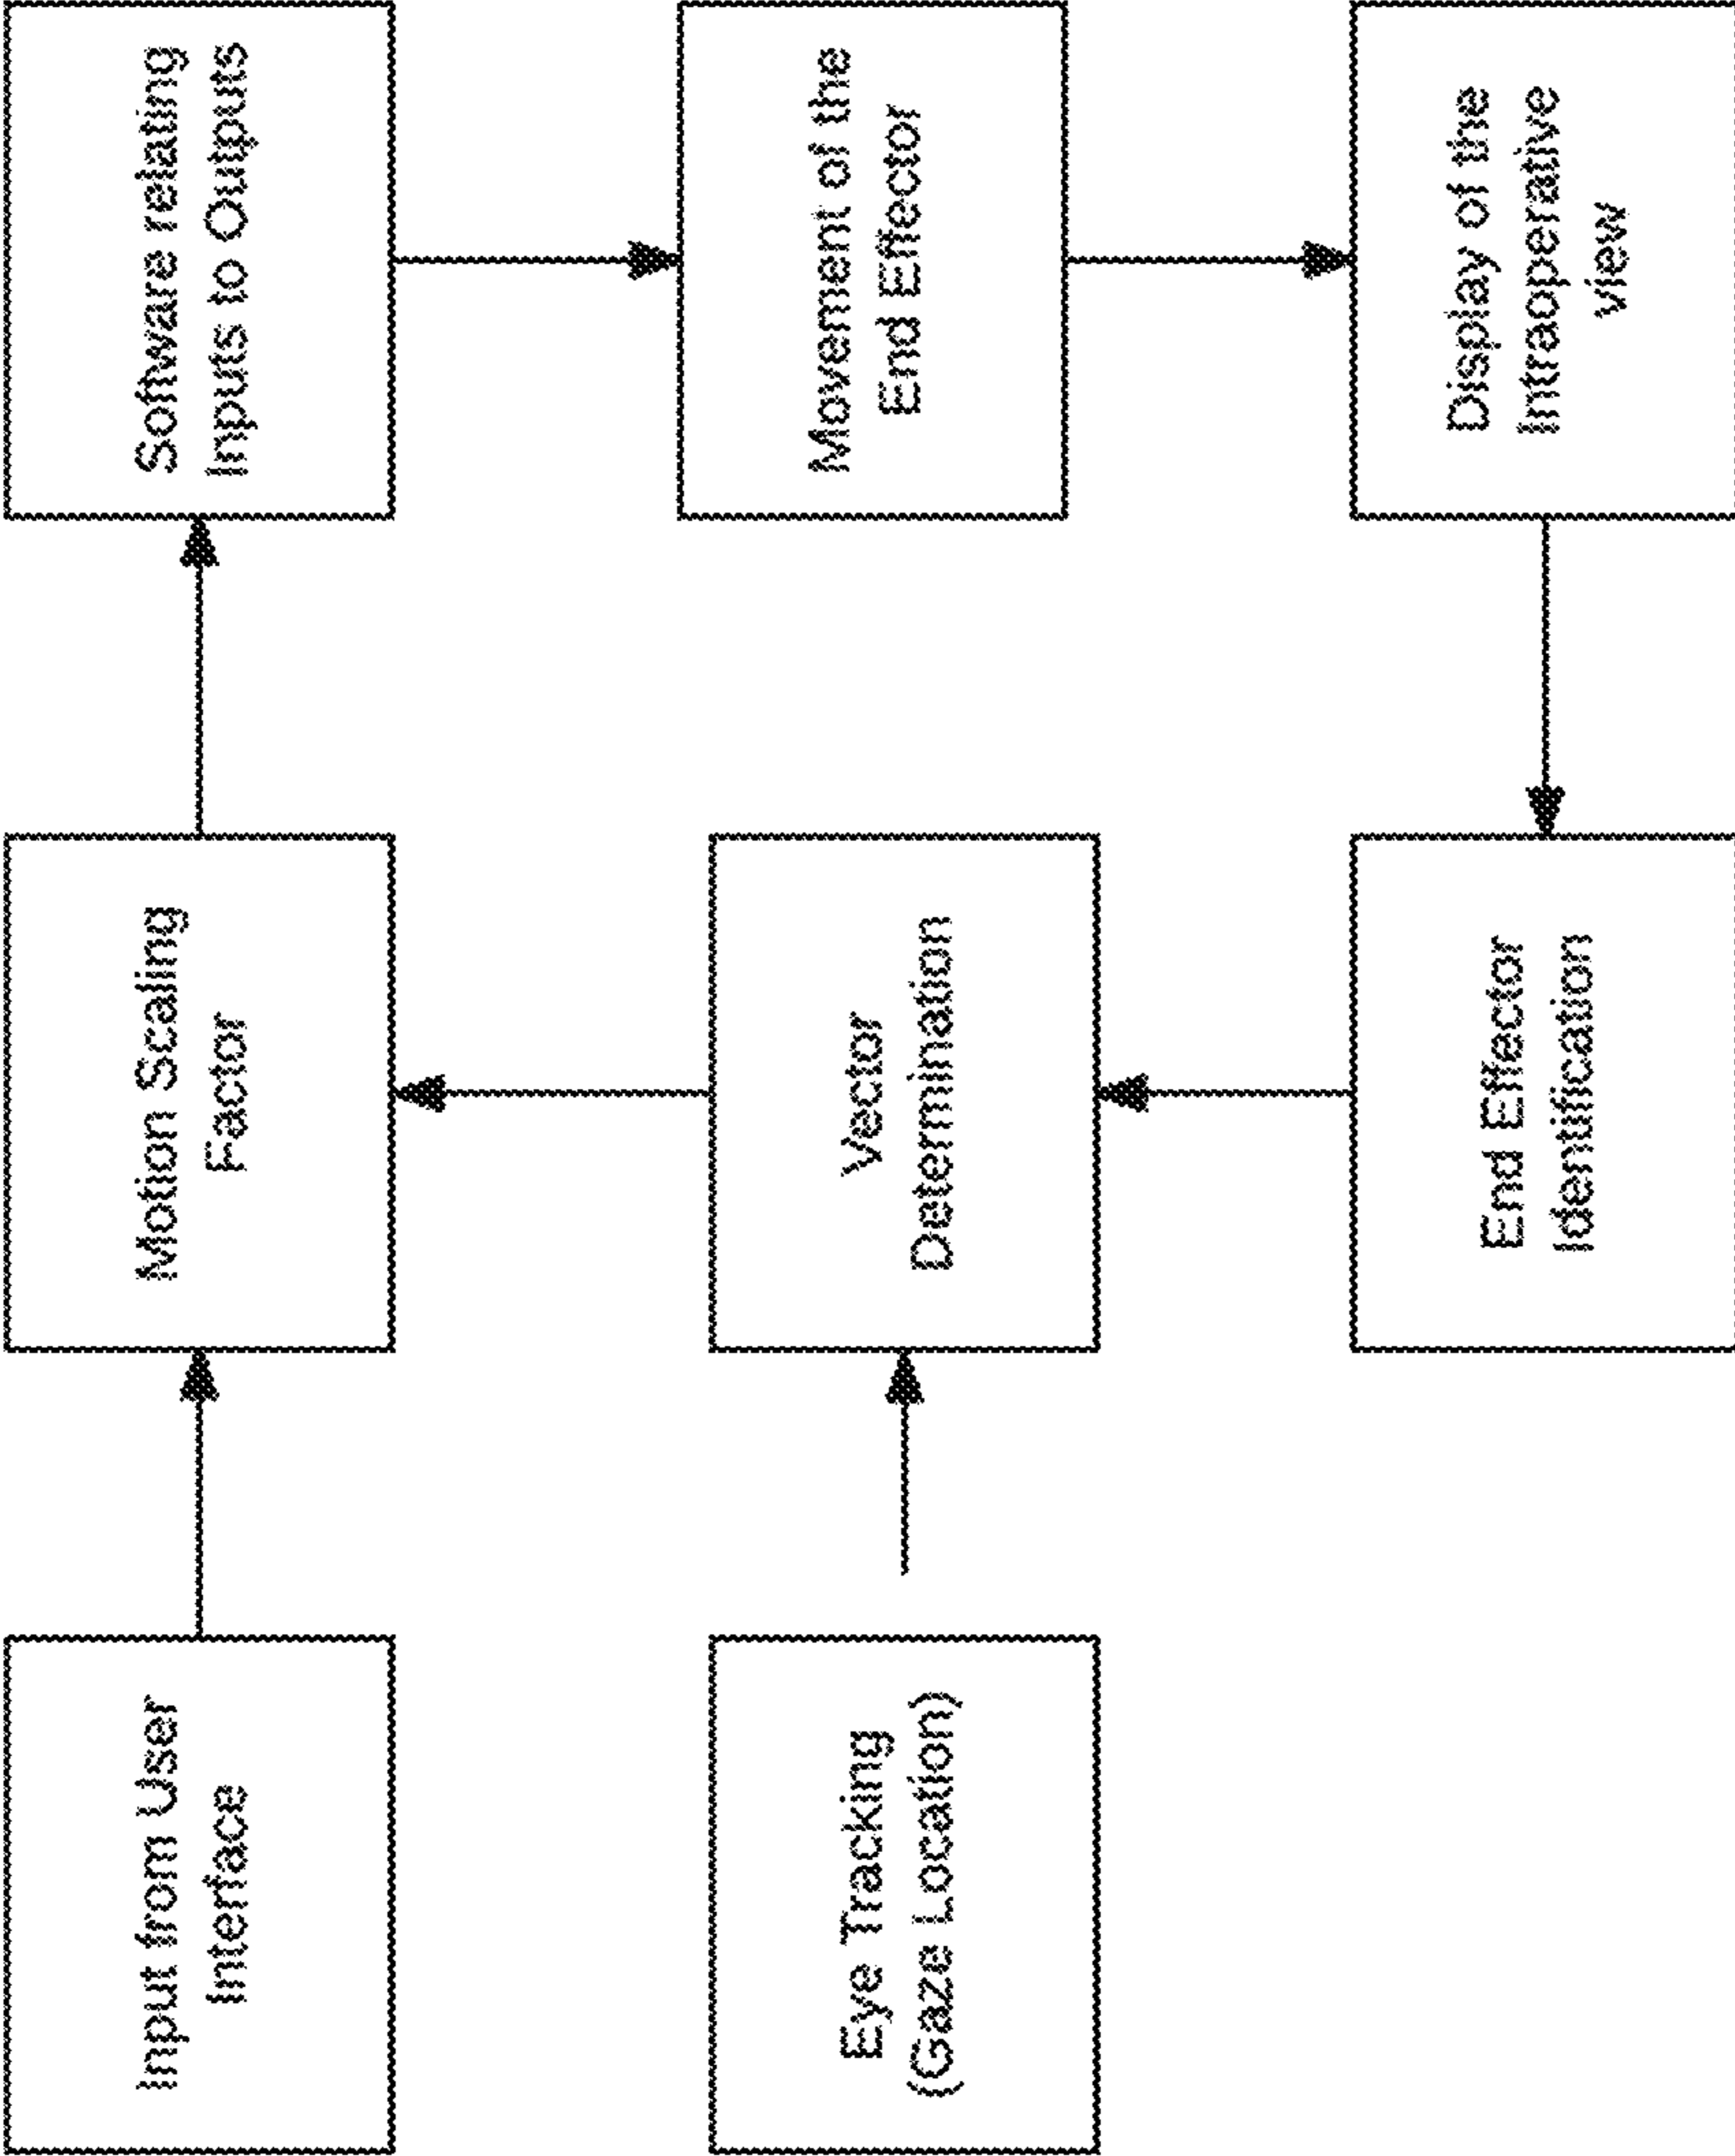 Input from User
Interface
Motion Scaling
Factor
Software relating
Inputs to Outputs
Eye Tracking
(Gaze Location)
Vector
Determination
Movement of the
End Effector
End Effector
Identification
Display of the
Intraoperative
view